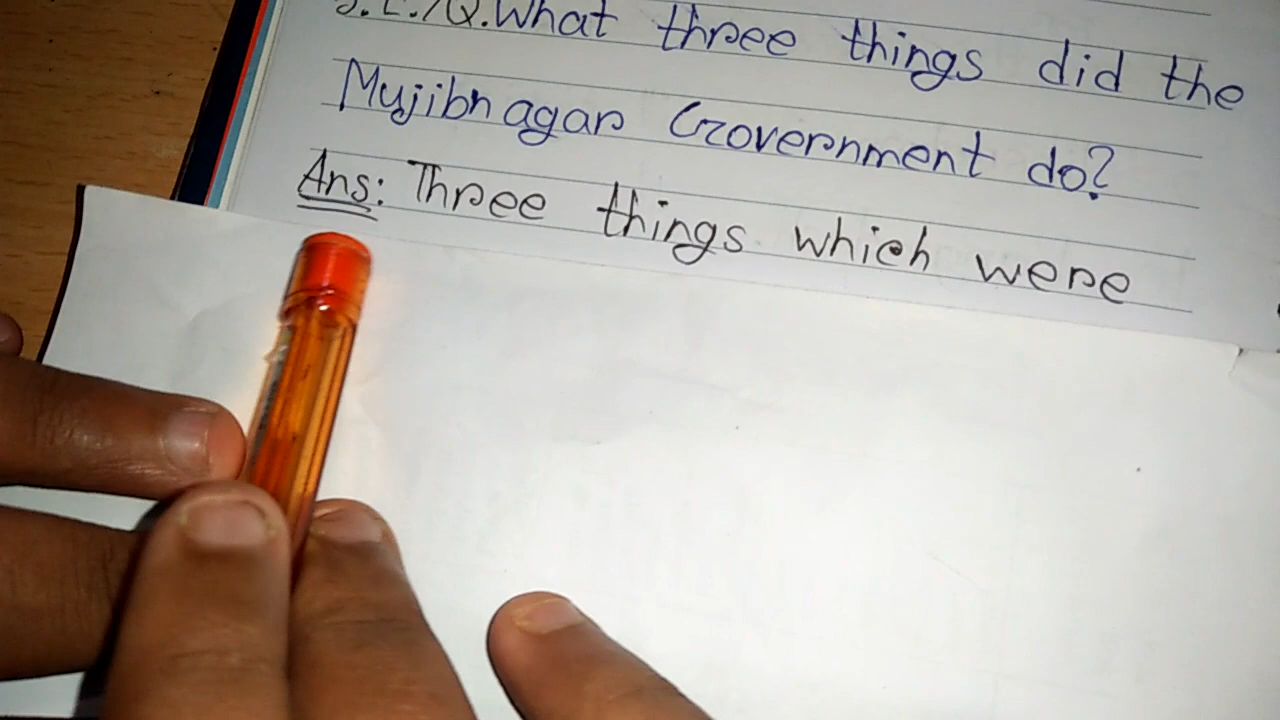 What three things did the
Mujibnagar Government do?
Ans: Three things which were